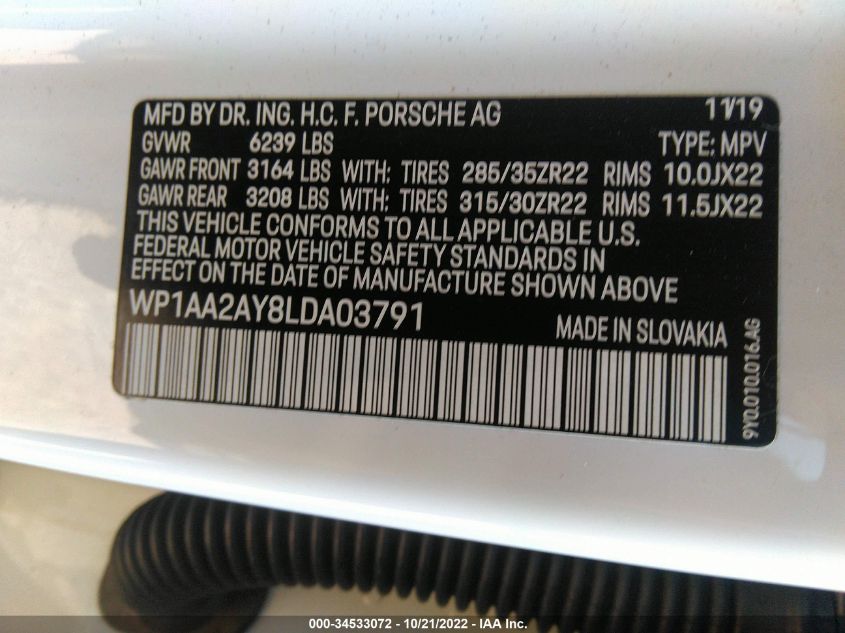 MFD BY DR. ING. H.C. F. PORSCHE AG 11/19
GVWR 6239 LBS TYPE: MPV
GAWR FRONT 3164 LBS WITH: TIRES 285/35ZR22 RIMS 10.0JX22
GAWR REAR 3208 LBS WITH: TIRES 315/30ZR22 RIMS 11.5JX22
THIS VEHICLE CONFORMS TO ALL APPLICABLE U.S.
FEDERAL MOTOR VEHICLE SAFETY STANDARDS IN
EFFECT ON THE DATE OF MANUFACTURE SHOWN ABOVE
WP1AA2AY8LDA03791 MADE IN SLOVAKIA
9Y0.010.016.AG
000-34533072 - 10/21/2022 - IAA Inc.